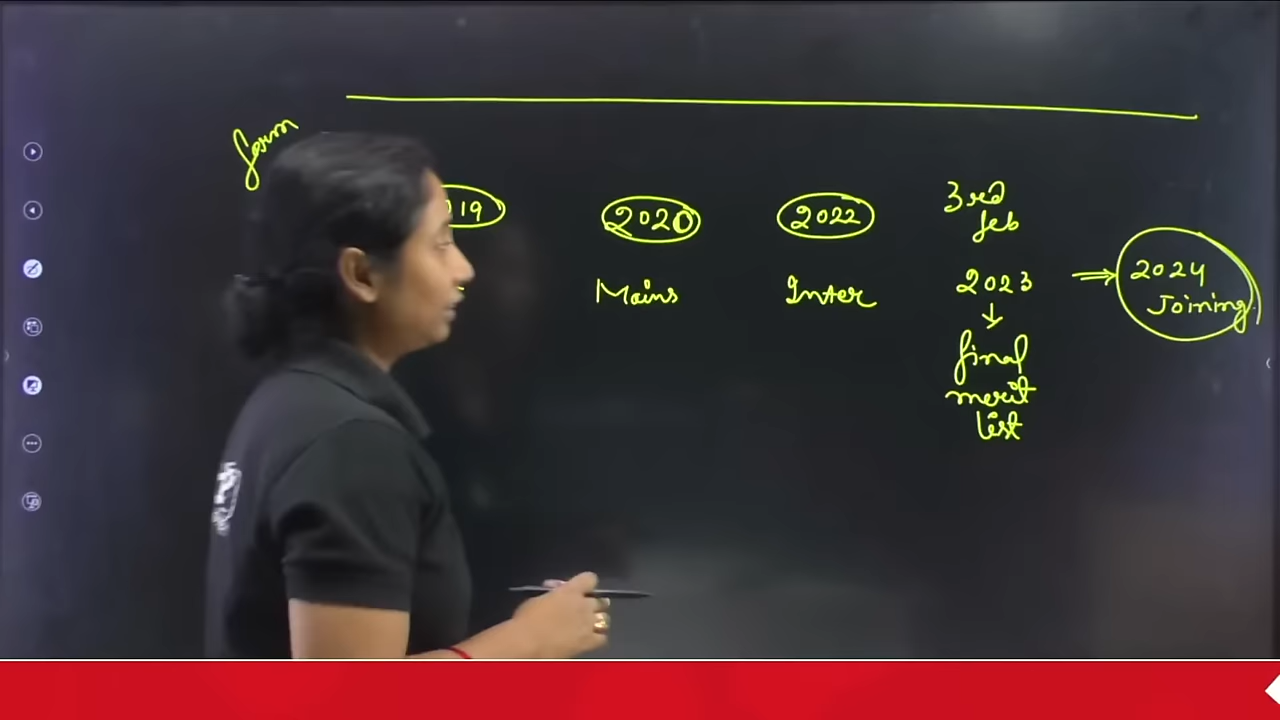 form
19
2020
Mains
2022
Inter
3rd
feb
2023
final
merit
list
2024
Joining